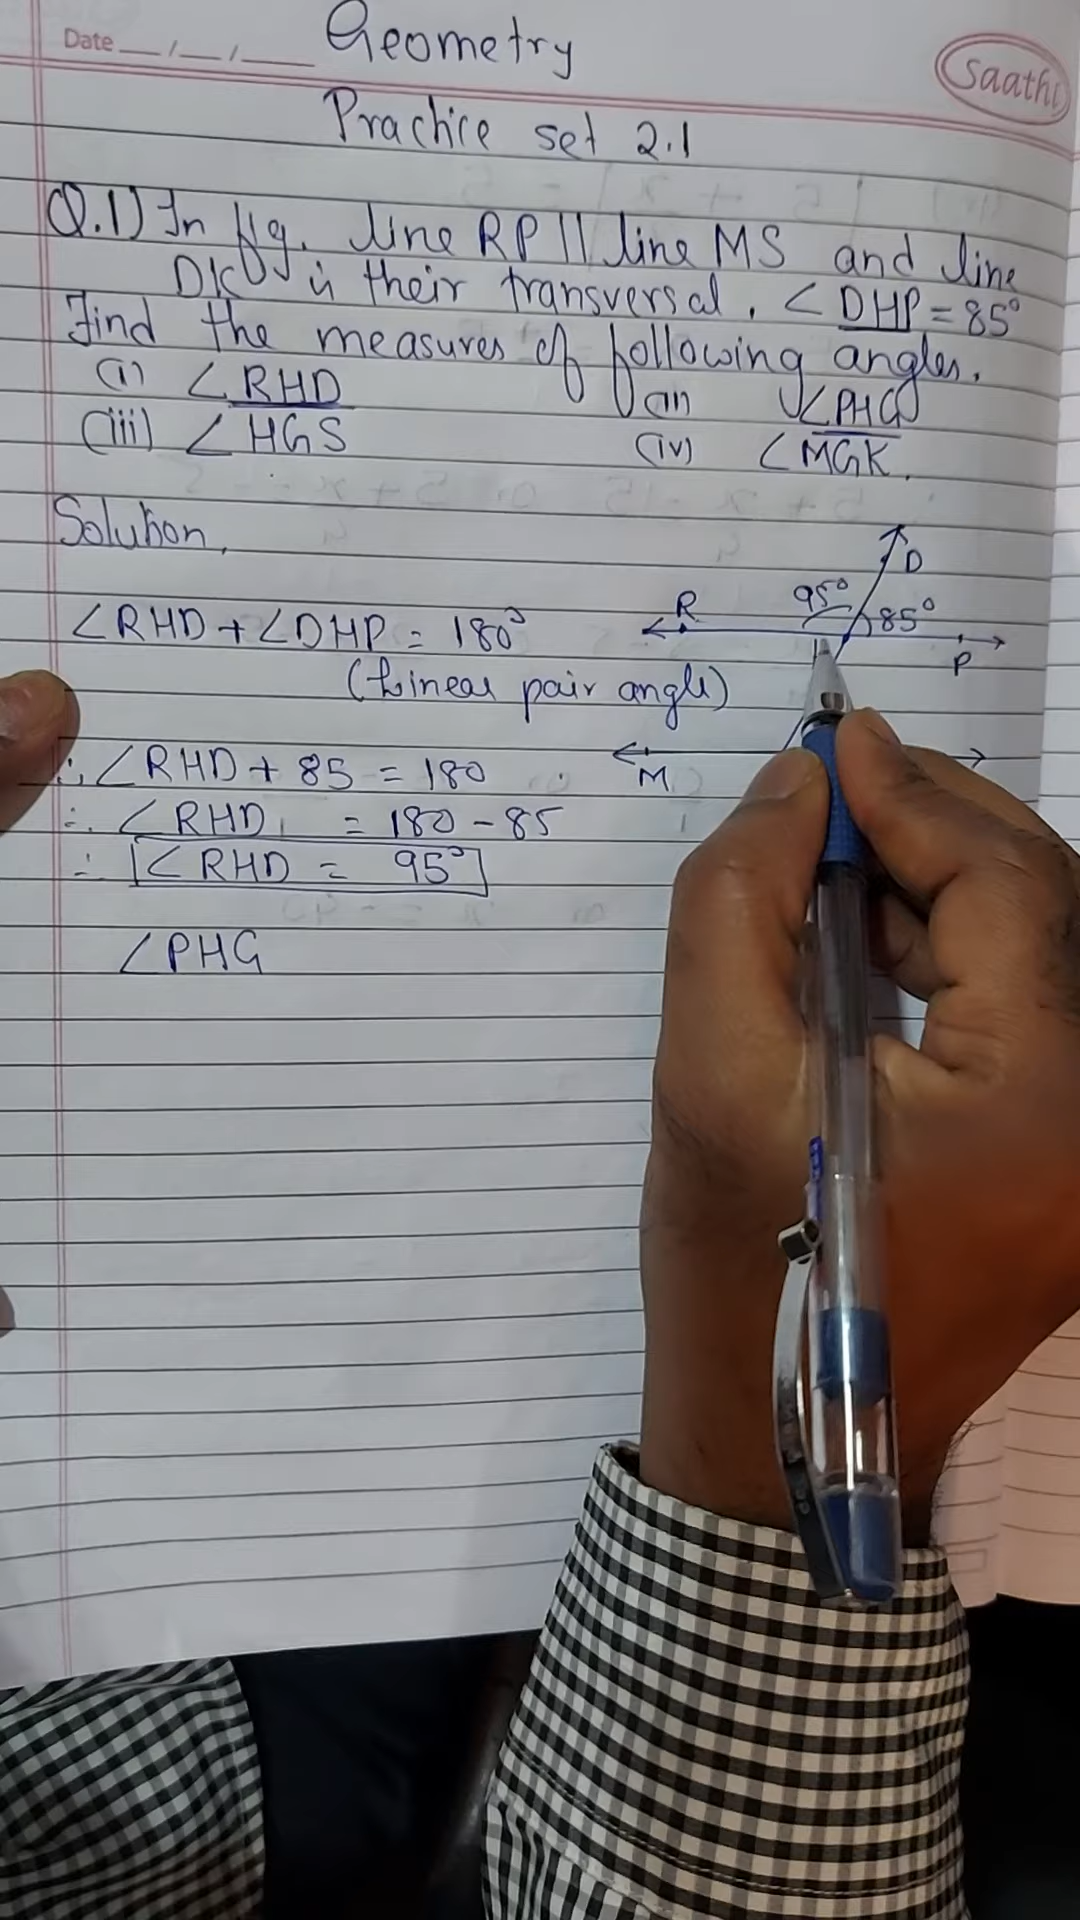 Date __/__/____
Geometry
Saathi
Practice set 2.1
Q.1) In fig. line RP || line MS and line
DK is their transversal. ∠DHP = 85°
Find the measures of following angles.
(i) ∠RHD (ii) ∠PHG
(iii) ∠HGS (iv) ∠MGK.
Solution,
D
95° 85°
R
H
P
M
∠RHD + ∠DHP = 180°
(Linear pair angle)
∴ ∠RHD + 85 = 180
∴ ∠RHD = 180 - 85
∴ ∠RHD = 95°
∠PHG